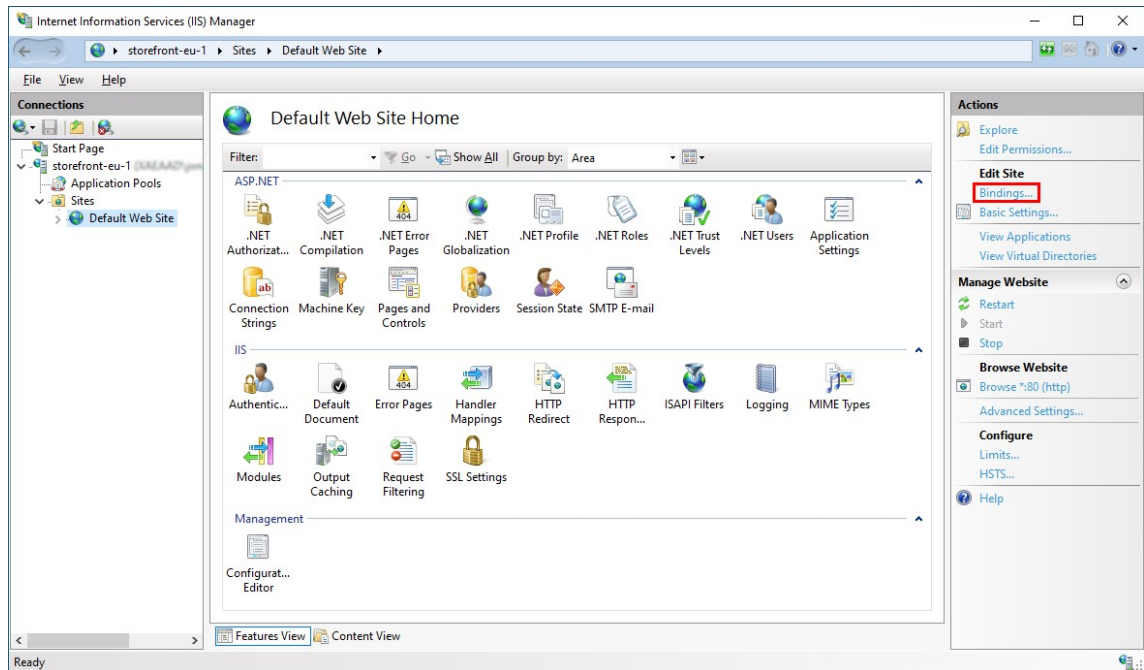 Internet Information Services (IIS) Manager
storefront-eu-1 Sites Default Web Site
File View Help
Connections
Start Page
storefront-eu-1
Application Pools
Sites
Default Web Site
Default Web Site Home
Filter: Go Show All Group by: Area
ASP.NET
.NET Authorizat...
.NET Compilation
.NET Error Pages
.NET Globalization
.NET Profile
.NET Roles
.NET Trust Levels
.NET Users
Application Settings
Connection Strings
Machine Key
Pages and Controls
Providers
Session State
SMTP E-mail
IIS
Authentic...
Default Document
Error Pages
Handler Mappings
HTTP Redirect
HTTP Respon...
ISAPI Filters
Logging
MIME Types
Modules
Output Caching
Request Filtering
SSL Settings
Management
Configurat... Editor
Features View Content View
Ready
Actions
Explore
Edit Permissions...
Edit Site
Bindings...
Basic Settings...
View Applications
View Virtual Directories
Manage Website
Restart
Start
Stop
Browse Website
Browse *:80 (http)
Advanced Settings...
Configure
Limits...
HSTS...
Help